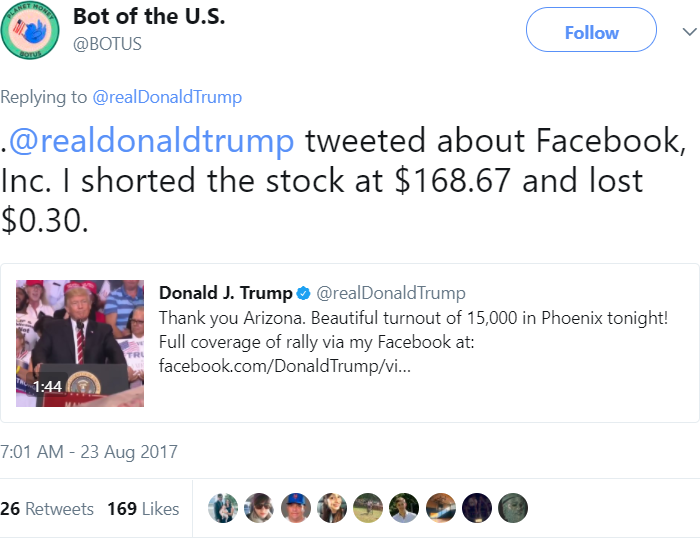 PLANET MONEY
BOTUS
Bot of the U.S.
@BOTUS
Follow
Replying to @realDonaldTrump
.@realdonaldtrump tweeted about Facebook,
Inc. I shorted the stock at $168.67 and lost
$0.30.
Donald J. Trump @realDonaldTrump
Thank you Arizona. Beautiful turnout of 15,000 in Phoenix tonight!
Full coverage of rally via my Facebook at:
facebook.com/DonaldTrump/vi...
1:44
7:01 AM - 23 Aug 2017
26 Retweets 169 Likes